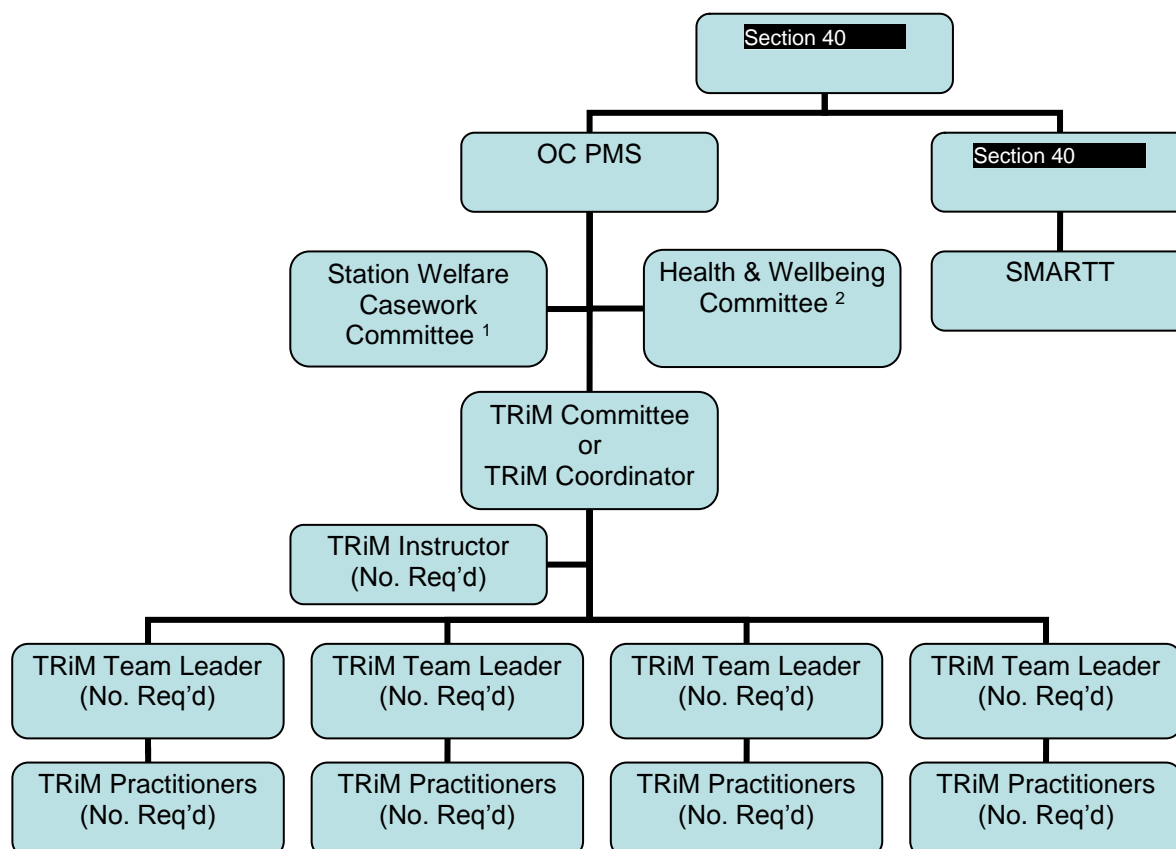 Section 40
OC PMS
Section 40
Station Welfare
Casework
Committee 1
Health & Wellbeing
Committee 2
SMARTT
TRiM Committee
or
TRiM Coordinator
TRiM Instructor
(No. Req’d)
TRiM Team Leader
(No. Req’d)
TRiM Team Leader
(No. Req’d)
TRiM Team Leader
(No. Req’d)
TRiM Team Leader
(No. Req’d)
TRiM Practitioners
(No. Req’d)
TRiM Practitioners
(No. Req’d)
TRiM Practitioners
(No. Req’d)
TRiM Practitioners
(No. Req’d)